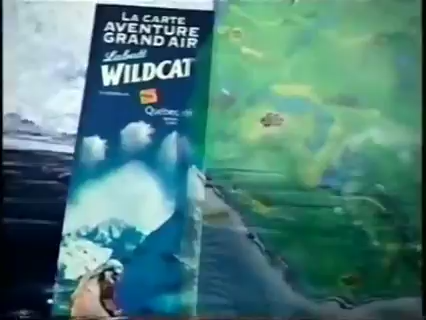 LA CARTE
AVENTURE
GRAND AIR
Labatt
WILDCAT
Québec